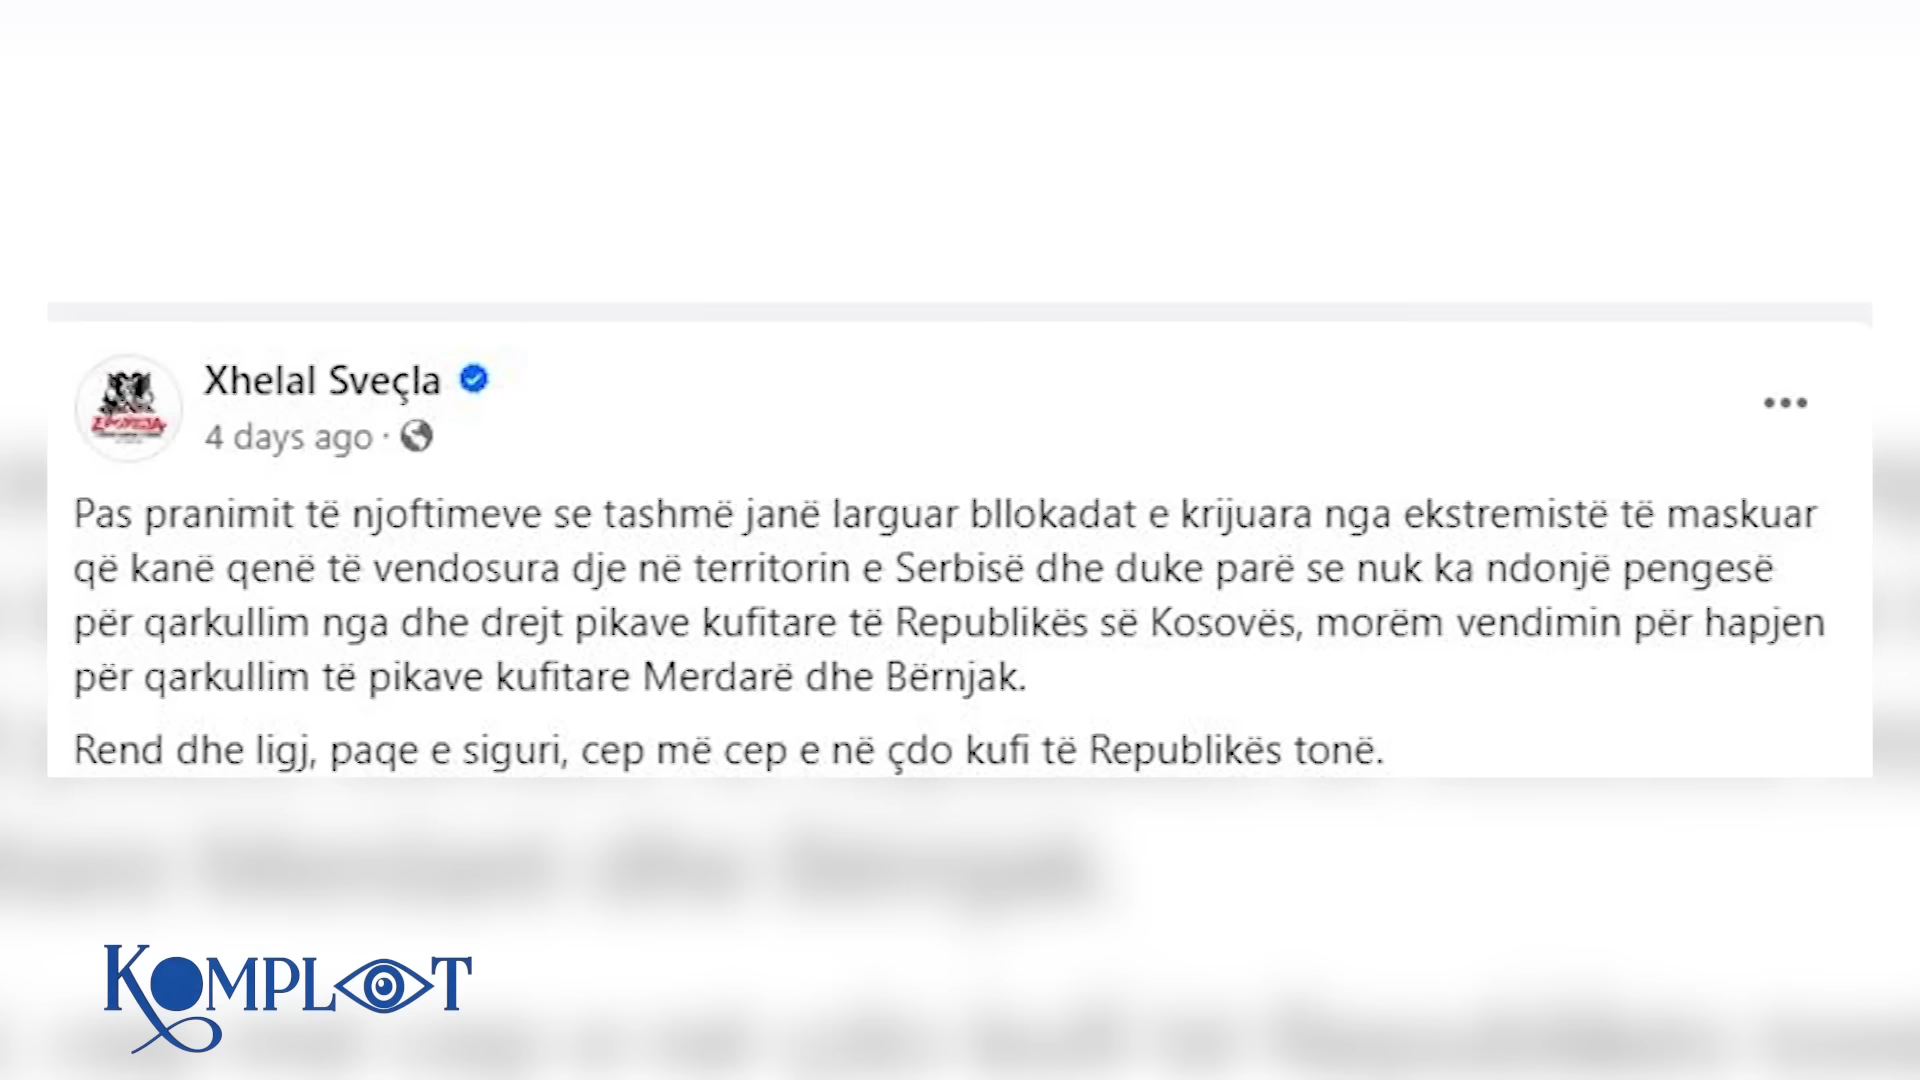 Xhelal Sveçla
4 days ago ·
Pas pranimit të njoftimeve se tashmë janë larguar bllokadat e krijuara nga ekstremistë të maskuar
që kanë qenë të vendosura dje në territorin e Serbisë dhe duke parë se nuk ka ndonjë pengesë
për qarkullim nga dhe drejt pikave kufitare të Republikës së Kosovës, morëm vendimin për hapjen
për qarkullim të pikave kufitare Merdarë dhe Bërnjak.
Rend dhe ligj, paqe e siguri, cep më cep e në çdo kufi të Republikës tonë.
KOMPLOT